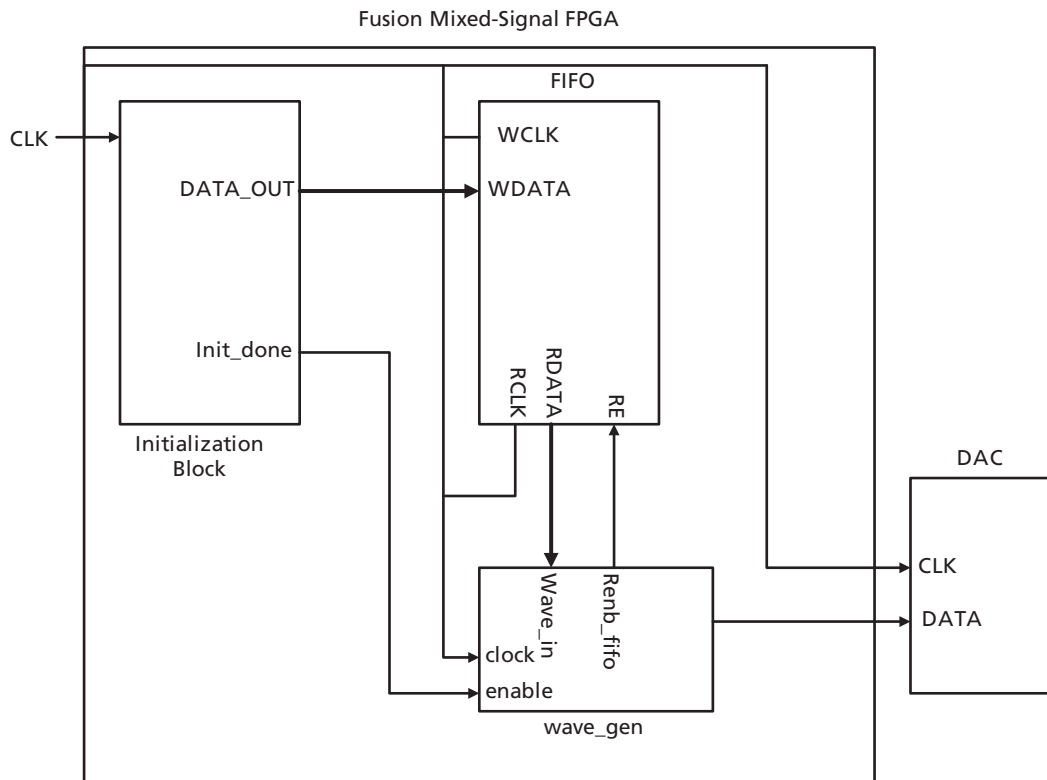 Fusion Mixed-Signal FPGA
FIFO
CLK
WCLK
DATA_OUT
WDATA
Init_done
RCLK
RDATA
RE
Initialization
Block
DAC
CLK
DATA
Wave_in
Renb_fifo
clock
enable
wave_gen